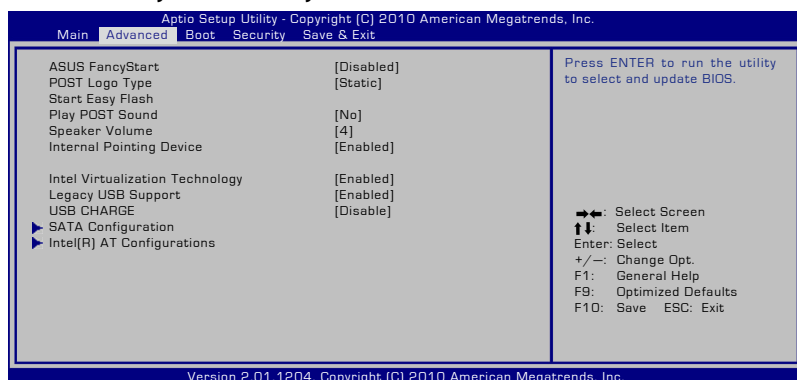 Aptio Setup Utility - Copyright (C) 2010 American Megatrends, Inc.
Main Advanced Boot Security Save & Exit
ASUS FancyStart [Disabled]
POST Logo Type [Static]
Start Easy Flash
Play POST Sound [No]
Speaker Volume [4]
Internal Pointing Device [Enabled]
Intel Virtualization Technology [Enabled]
Legacy USB Support [Enabled]
USB CHARGE [Disable]
SATA Configuration
Intel(R) AT Configurations
Press ENTER to run the utility
to select and update BIOS.
→←: Select Screen
↑↓: Select Item
Enter: Select
+/—: Change Opt.
F1: General Help
F9: Optimized Defaults
F10: Save ESC: Exit
Version 2.01.1204. Copyright (C) 2010 American Megatrends, Inc.